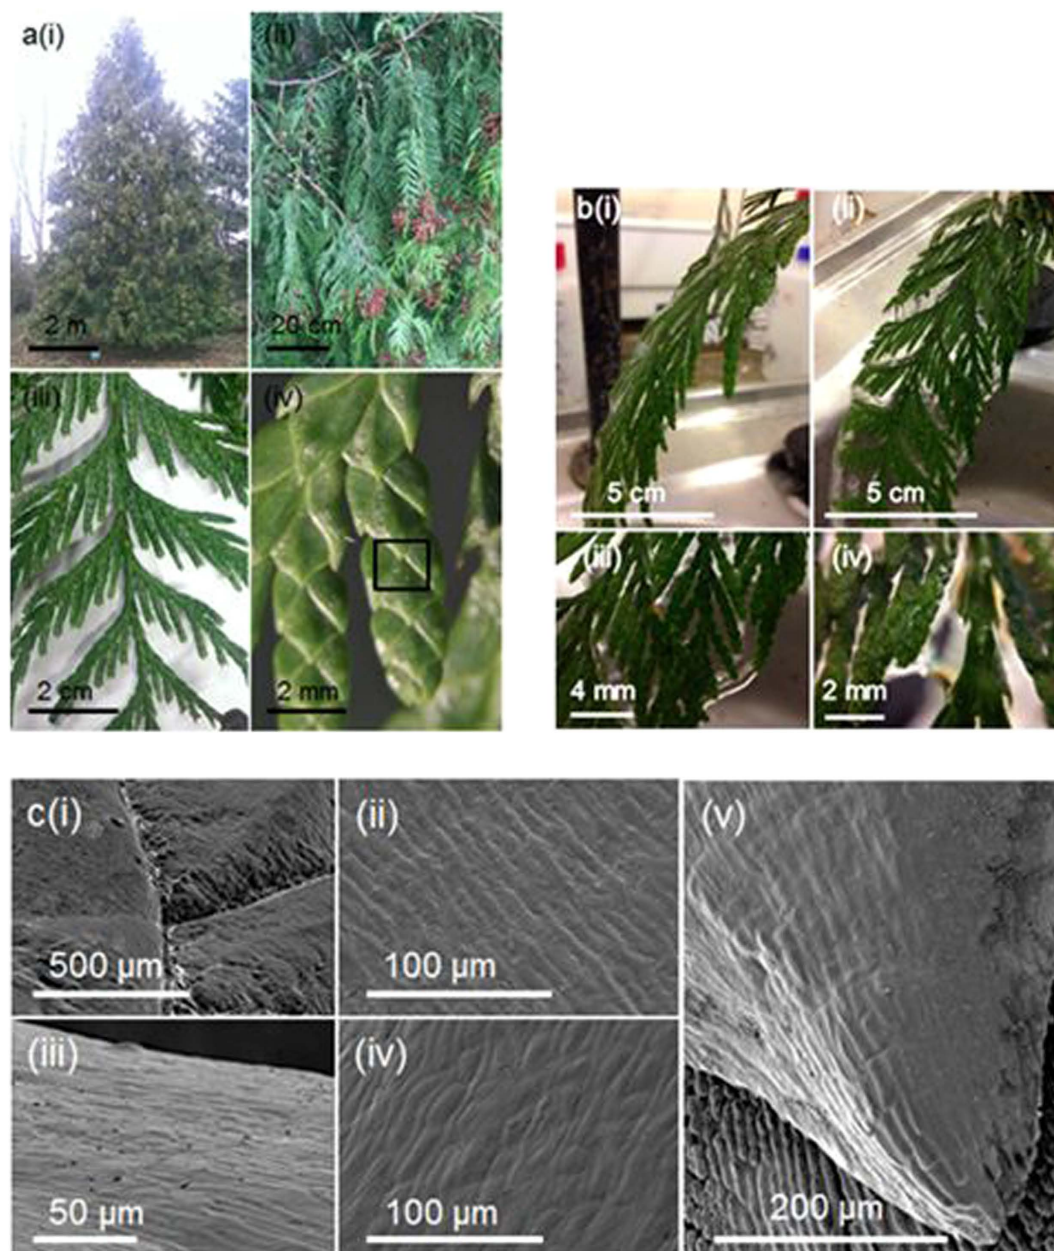 a(i)
(ii)
2 m
20 cm
(iii)
(iv)
2 cm
2 mm
b(i)
(ii)
5 cm
5 cm
(iii)
(iv)
4 mm
2 mm
c(i)
(ii)
(v)
500 µm
100 µm
(iii)
(iv)
50 µm
100 µm
200 µm